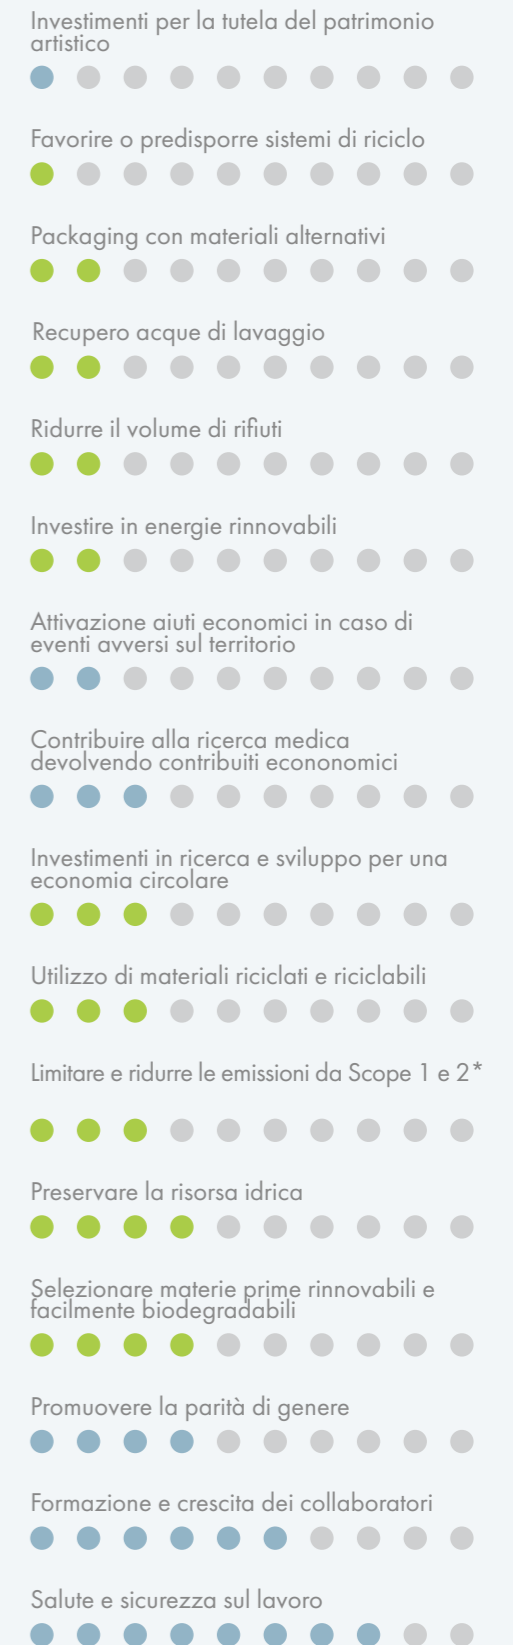 Investimenti per la tutela del patrimonio
artistico
Favorire o predisporre sistemi di riciclo
Packaging con materiali alternativi
Recupero acque di lavaggio
Ridurre il volume di rifiuti
Investire in energie rinnovabili
Attivazione aiuti economici in caso di
eventi avversi sul territorio
Contribuire alla ricerca medica
devolvendo contribuiti econonomici
Investimenti in ricerca e sviluppo per una
economia circolare
Utilizzo di materiali riciclati e riciclabili
Limitare e ridurre le emissioni da Scope 1 e 2*
Preservare la risorsa idrica
Selezionare materie prime rinnovabili e
facilmente biodegradabili
Promuovere la parità di genere
Formazione e crescita dei collaboratori
Salute e sicurezza sul lavoro